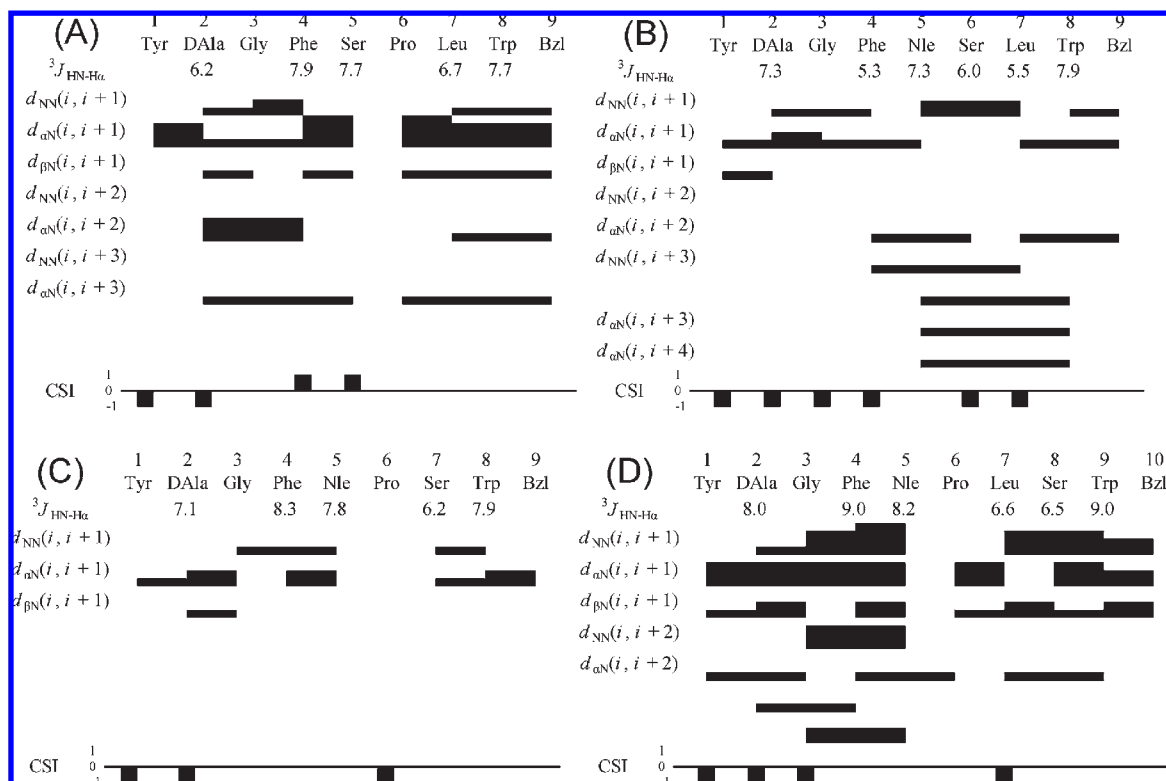 (A)
1 2 3 4 5 6 7 8 9
Tyr DAla Gly Phe Ser Pro Leu Trp Bzl
³J HN-Hα 6.2 7.9 7.7 6.7 7.7
dNN(i, i + 1)
dαN(i, i + 1)
dβN(i, i + 1)
dNN(i, i + 2)
dαN(i, i + 2)
dNN(i, i + 3)
dαN(i, i + 3)
CSI 1 0 -1
(B)
1 2 3 4 5 6 7 8 9
Tyr DAla Gly Phe Nle Ser Leu Trp Bzl
³J HN-Hα 7.3 5.3 7.3 6.0 5.5 7.9
dNN(i, i + 1)
dαN(i, i + 1)
dβN(i, i + 1)
dNN(i, i + 2)
dαN(i, i + 2)
dNN(i, i + 3)
dαN(i, i + 3)
dαN(i, i + 4)
CSI 1 0 -1
(C)
1 2 3 4 5 6 7 8 9
Tyr DAla Gly Phe Nle Pro Ser Trp Bzl
³J HN-Hα 7.1 8.3 7.8 6.2 7.9
dNN(i, i + 1)
dαN(i, i + 1)
dβN(i, i + 1)
CSI 1 0
(D)
1 2 3 4 5 6 7 8 9 10
Tyr DAla Gly Phe Nle Pro Leu Ser Trp Bzl
³J HN-Hα 8.0 9.0 8.2 6.6 6.5 9.0
dNN(i, i + 1)
dαN(i, i + 1)
dβN(i, i + 1)
dNN(i, i + 2)
dαN(i, i + 2)
CSI 1 0